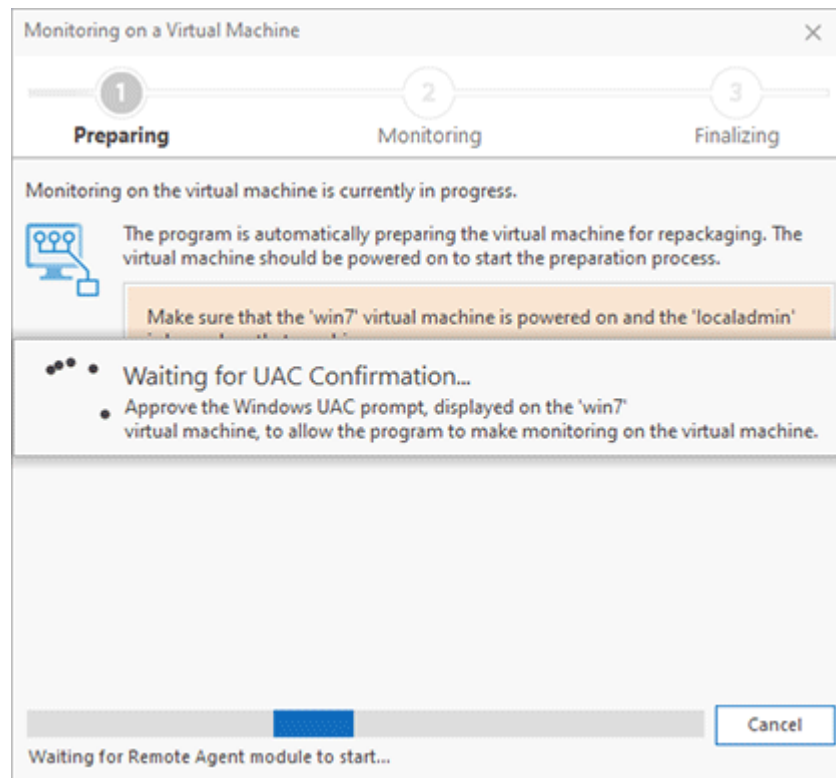 Monitoring on a Virtual Machine
1
2
3
Preparing
Monitoring
Finalizing
Monitoring on the virtual machine is currently in progress.
The program is automatically preparing the virtual machine for repackaging. The
virtual machine should be powered on to start the preparation process.
Make sure that the 'win7' virtual machine is powered on and the 'localadmin'
Waiting for UAC Confirmation...
Approve the Windows UAC prompt, displayed on the 'win7'
virtual machine, to allow the program to make monitoring on the virtual machine.
Cancel
Waiting for Remote Agent module to start...